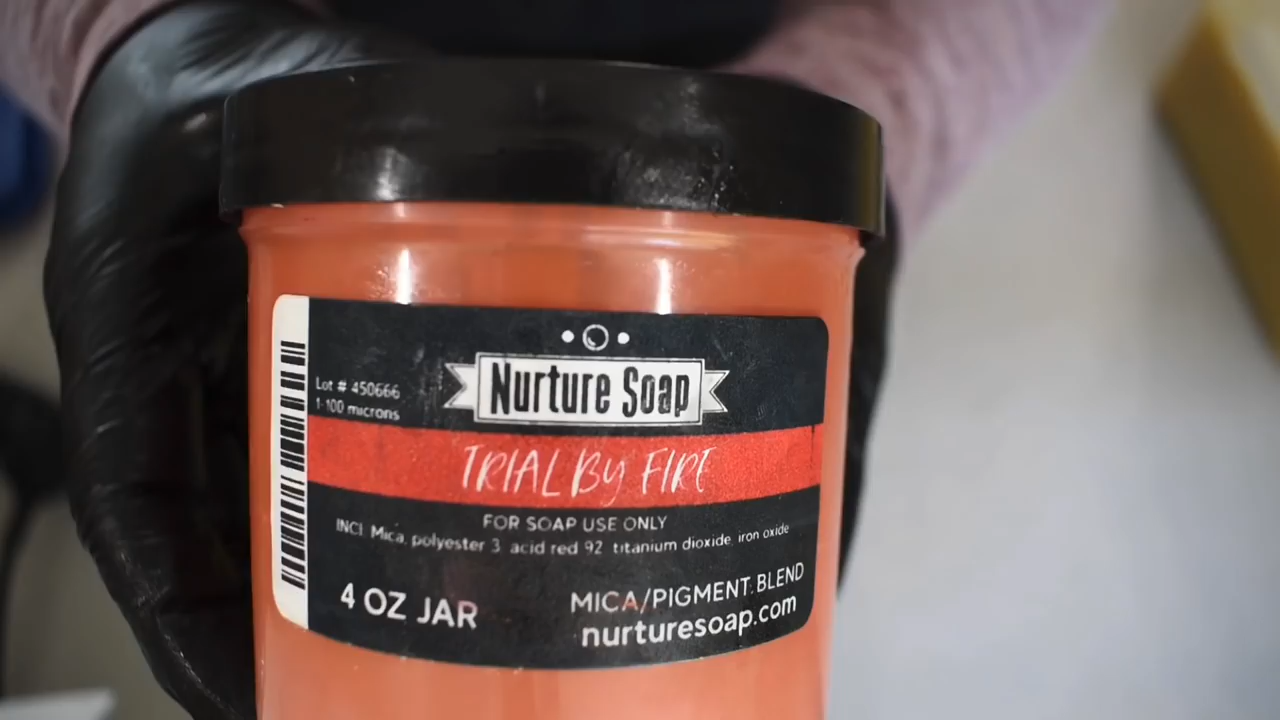 Lot # 450666
1-100 microns
Nurture Soap
TRIAL BY FIRE
FOR SOAP USE ONLY
INCI Mica, polyester 3 acid red 92 titanium dioxide, iron oxide
4 OZ JAR
MICA/PIGMENT BLEND
nurturesoap.com